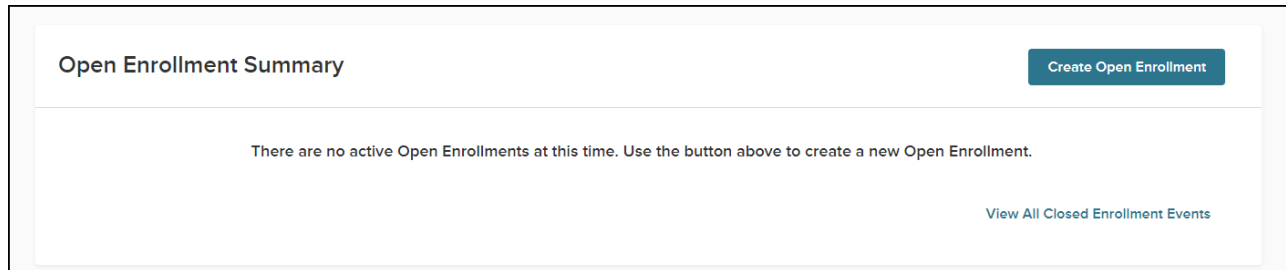 Open Enrollment Summary
Create Open Enrollment
There are no active Open Enrollments at this time. Use the button above to create a new Open Enrollment.
View All Closed Enrollment Events